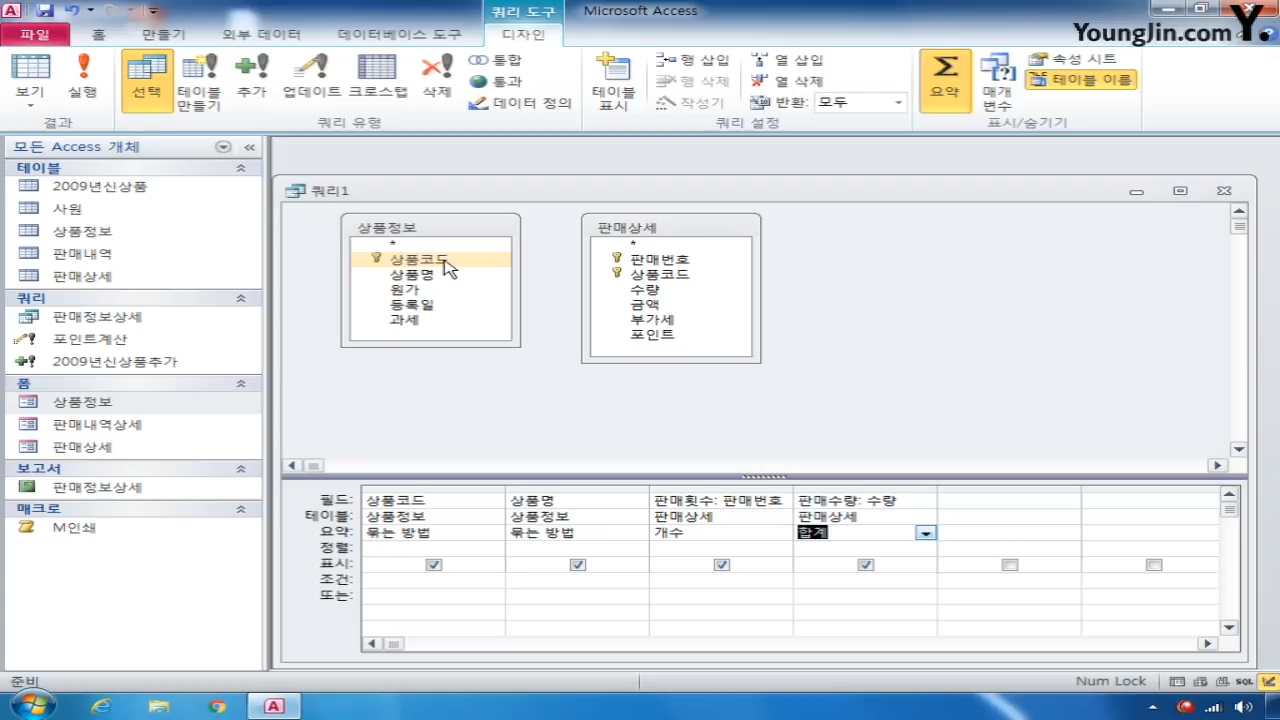 쿼리 도구
Microsoft Access
YoungJin.com Y.
파일 홈 만들기 외부 데이터 데이터베이스 도구 디자인
보기
실행
선택
테이블 만들기
추가
업데이트
크로스탭
삭제
통합
통과
데이터 정의
테이블 표시
행 삽입
행 삭제
작성기
열 삽입
열 삭제
반환: 모두
요약
매개 변수
속성 시트
테이블 이름
결과
쿼리 유형
쿼리 설정
표시/숨기기
모든 Access 개체
테이블
2009년신상품
사원
상품정보
판매내역
판매상세
쿼리
판매정보상세
포인트계산
2009년신상품추가
폼
상품정보
판매내역상세
판매상세
보고서
판매정보상세
매크로
M인쇄
쿼리1
상품정보
*
상품코드
상품명
원가
등록일
과세
판매상세
*
판매번호
상품코드
수량
금액
부가세
포인트
필드: 상품코드 상품명 판매횟수: 판매번호 판매수량: 수량
테이블: 상품정보 상품정보 판매상세 판매상세
요약: 묶는 방법 묶는 방법 개수 합계
정렬:
표시:
조건:
또는:
준비
Num Lock
SQL